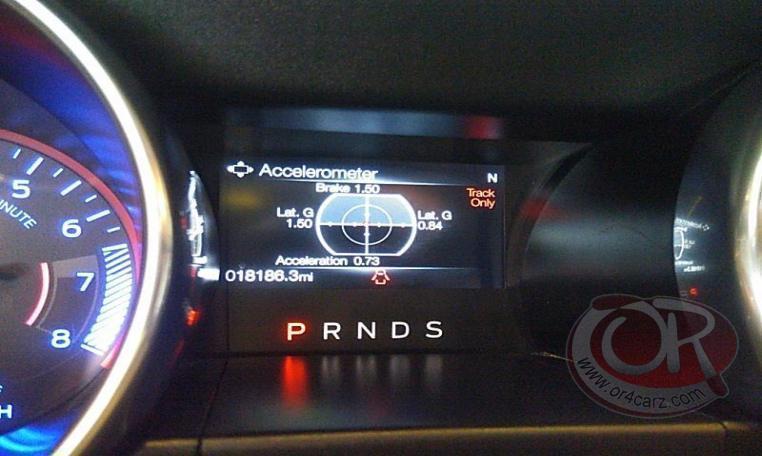 Accelerometer
N
Brake 1.50
Track
Only
Lat. G
1.50
Lat. G
0.84
Acceleration 0.73
018186.3mi
P R N D S
5
6
7
8
MINUTE
H
OR
www.or4carz.com